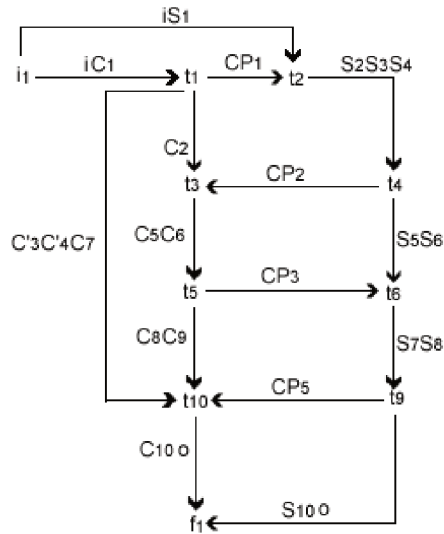 iS1
i1 iC1 t1 CP1 t2 S2S3S4
C2
t3 CP2 t4
C'3C'4C7 C5C6 S5S6
t5 CP3 t6
C8C9 S7S8
t10 CP5 t9
C10 o
f1 S10 o